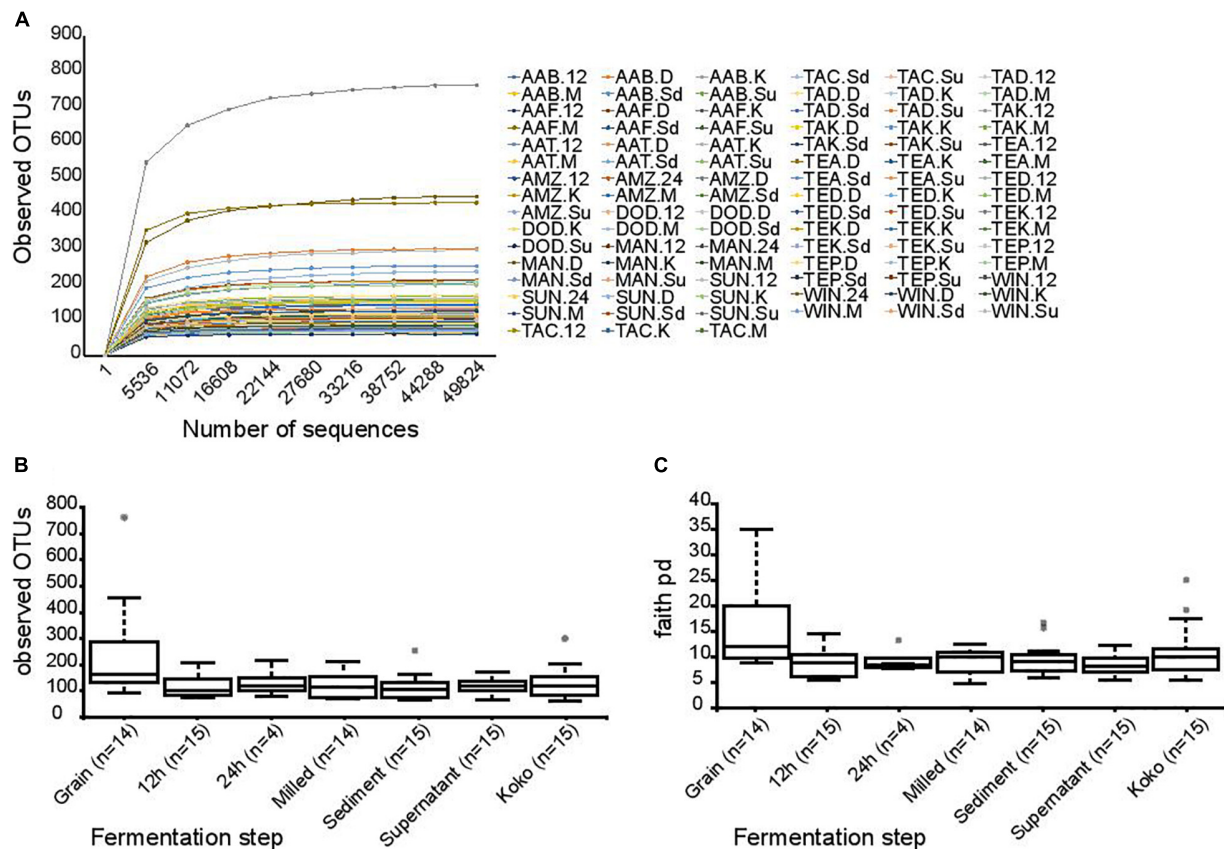 A
Observed OTUs
900
800
700
600
500
400
300
200
100
0
1
5536
11072
16608
22144
27680
33216
38752
44288
49824
Number of sequences
AAB.12 AAB.D AAB.K TAC.Sd TAC.Su TAD.12
AAB.M AAB.Sd AAB.Su TAD.D TAD.K TAD.M
AAF.12 AAF.D AAF.K TAD.Sd TAD.Su TAK.12
AAF.M AAF.Sd AAF.Su TAK.D TAK.K TAK.M
AAT.12 AAT.D AAT.K TAK.Sd TAK.Su TEA.12
AAT.M AAT.Sd AAT.Su TEA.D TEA.K TEA.M
AMZ.12 AMZ.24 AMZ.D TEA.Sd TEA.Su TED.12
AMZ.K AMZ.M AMZ.Sd TED.D TED.K TED.M
AMZ.Su DOD.12 DOD.D TED.Sd TED.Su TEK.12
DOD.K DOD.M DOD.Sd TEK.D TEK.K TEK.M
DOD.Su MAN.12 MAN.24 TEK.Sd TEK.Su TEP.12
MAN.D MAN.K MAN.M TEP.D TEP.K TEP.M
MAN.Sd MAN.Su SUN.12 TEP.Sd TEP.Su WIN.12
SUN.24 SUN.D SUN.K WIN.24 WIN.D WIN.K
SUN.M SUN.Sd SUN.Su WIN.M WIN.Sd WIN.Su
TAC.12 TAC.K TAC.M
B
observed OTUs
800
700
600
500
400
300
200
100
0
Grain (n=14)
12h (n=15)
24h (n=4)
Milled (n=14)
Sediment (n=15)
Supernatant (n=15)
Koko (n=15)
Fermentation step
C
faith pd
40
35
30
25
20
15
10
5
0
Grain (n=14)
12h (n=15)
24h (n=4)
Milled (n=14)
Sediment (n=15)
Supernatant (n=15)
Koko (n=15)
Fermentation step